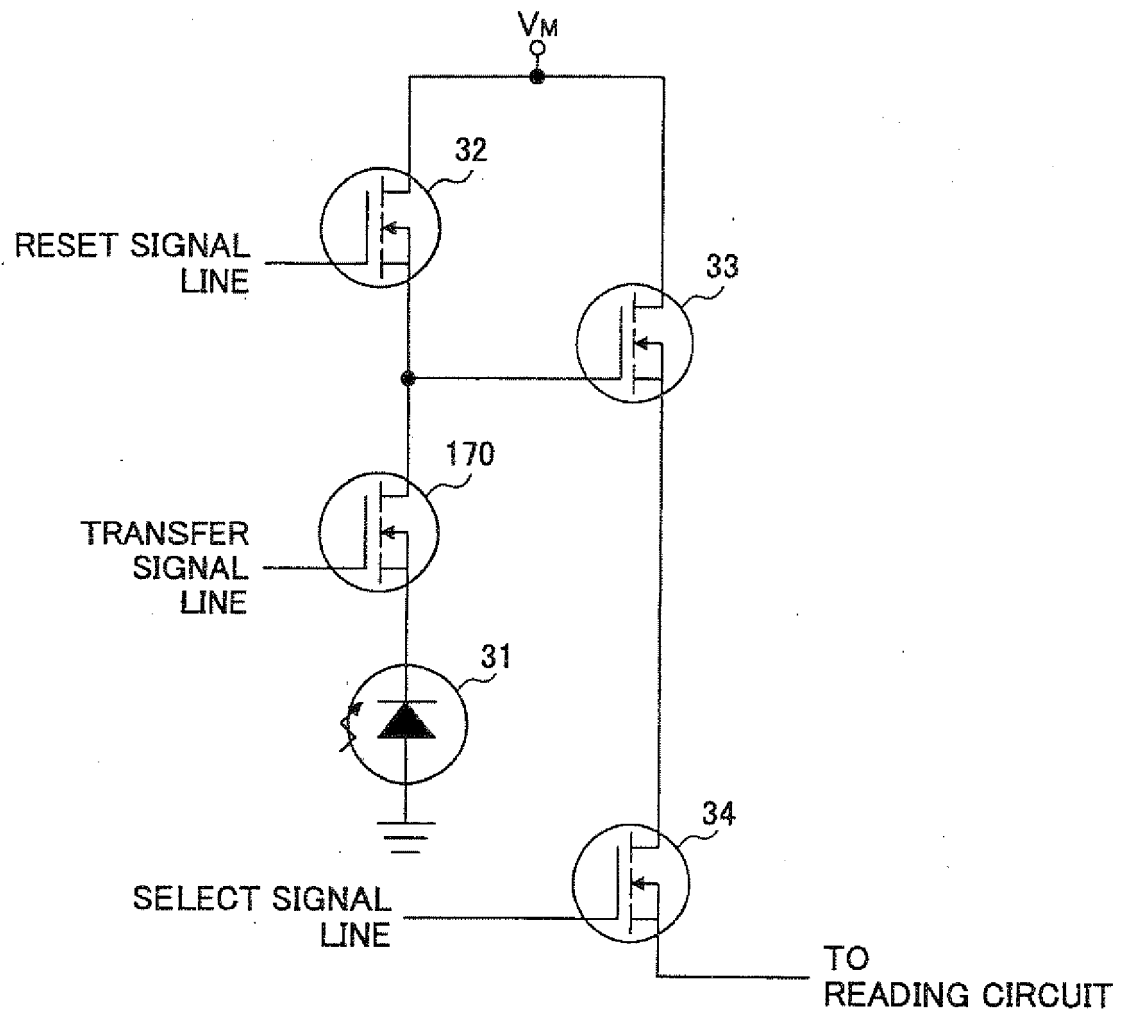 VM
32
RESET SIGNAL
LINE
33
170
TRANSFER
SIGNAL
LINE
31
34
SELECT SIGNAL
LINE
TO
READING CIRCUIT